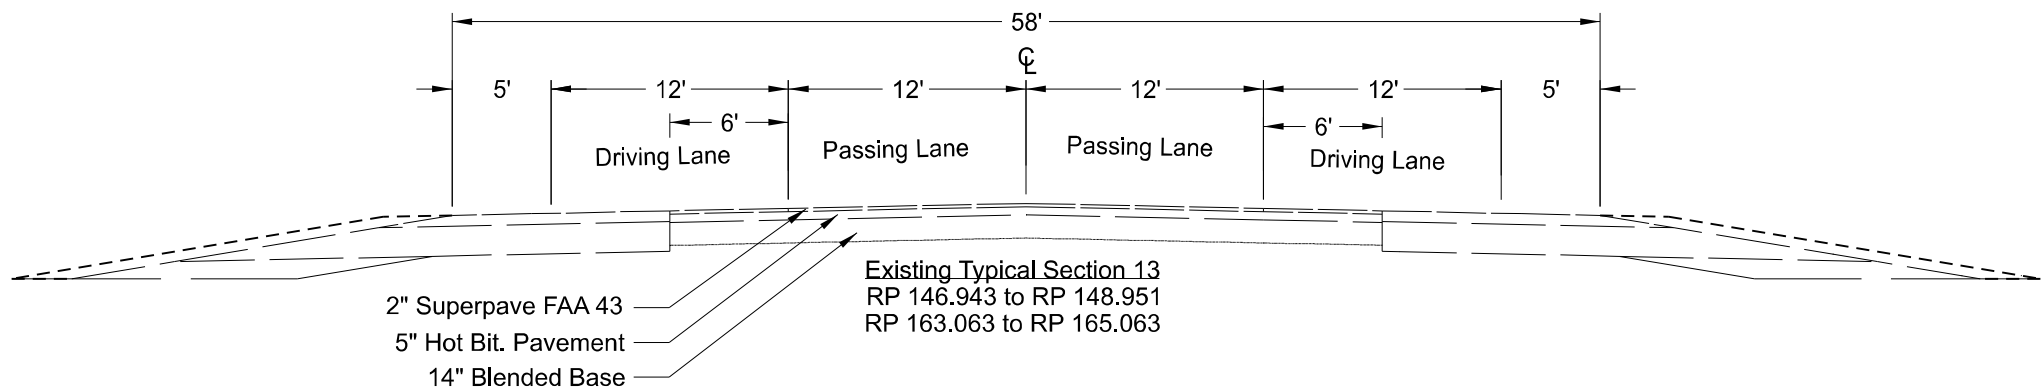 58'
℄
5' 12' 12' 12' 12' 5'
6' 6'
Driving Lane Passing Lane Passing Lane Driving Lane
Existing Typical Section 13
RP 146.943 to RP 148.951
RP 163.063 to RP 165.063
2" Superpave FAA 43
5" Hot Bit. Pavement
14" Blended Base